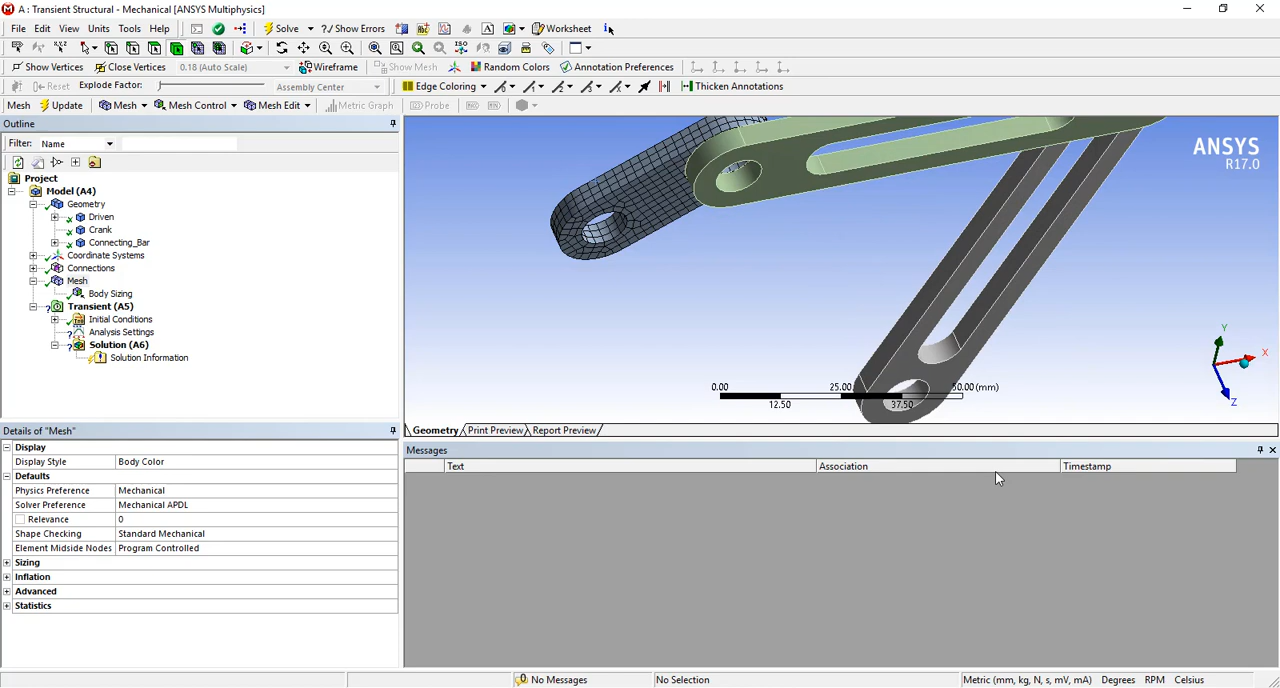 A : Transient Structural - Mechanical [ANSYS Multiphysics]
File Edit View Units Tools Help Solve ?/ Show Errors Worksheet
Show Vertices Close Vertices 0.18 (Auto Scale) Wireframe Show Mesh Random Colors Annotation Preferences
Reset Explode Factor: Assembly Center Edge Coloring Thicken Annotations
Mesh Update Mesh Mesh Control Mesh Edit Metric Graph Probe
Outline
Filter: Name
Project
Model (A4)
Geometry
Driven
Crank
Connecting_Bar
Coordinate Systems
Connections
Mesh
Body Sizing
Transient (A5)
Initial Conditions
Analysis Settings
Solution (A6)
Solution Information
ANSYS
R17.0
Y
X
Z
0.00 25.00 50.00 (mm)
12.50 37.50
Geometry Print Preview Report Preview
Details of "Mesh"
Display
Display Style Body Color
Defaults
Physics Preference Mechanical
Solver Preference Mechanical APDL
Relevance 0
Shape Checking Standard Mechanical
Element Midside Nodes Program Controlled
Sizing
Inflation
Advanced
Statistics
Messages
Text Association Timestamp
No Messages No Selection Metric (mm, kg, N, s, mV, mA) Degrees RPM Celsius